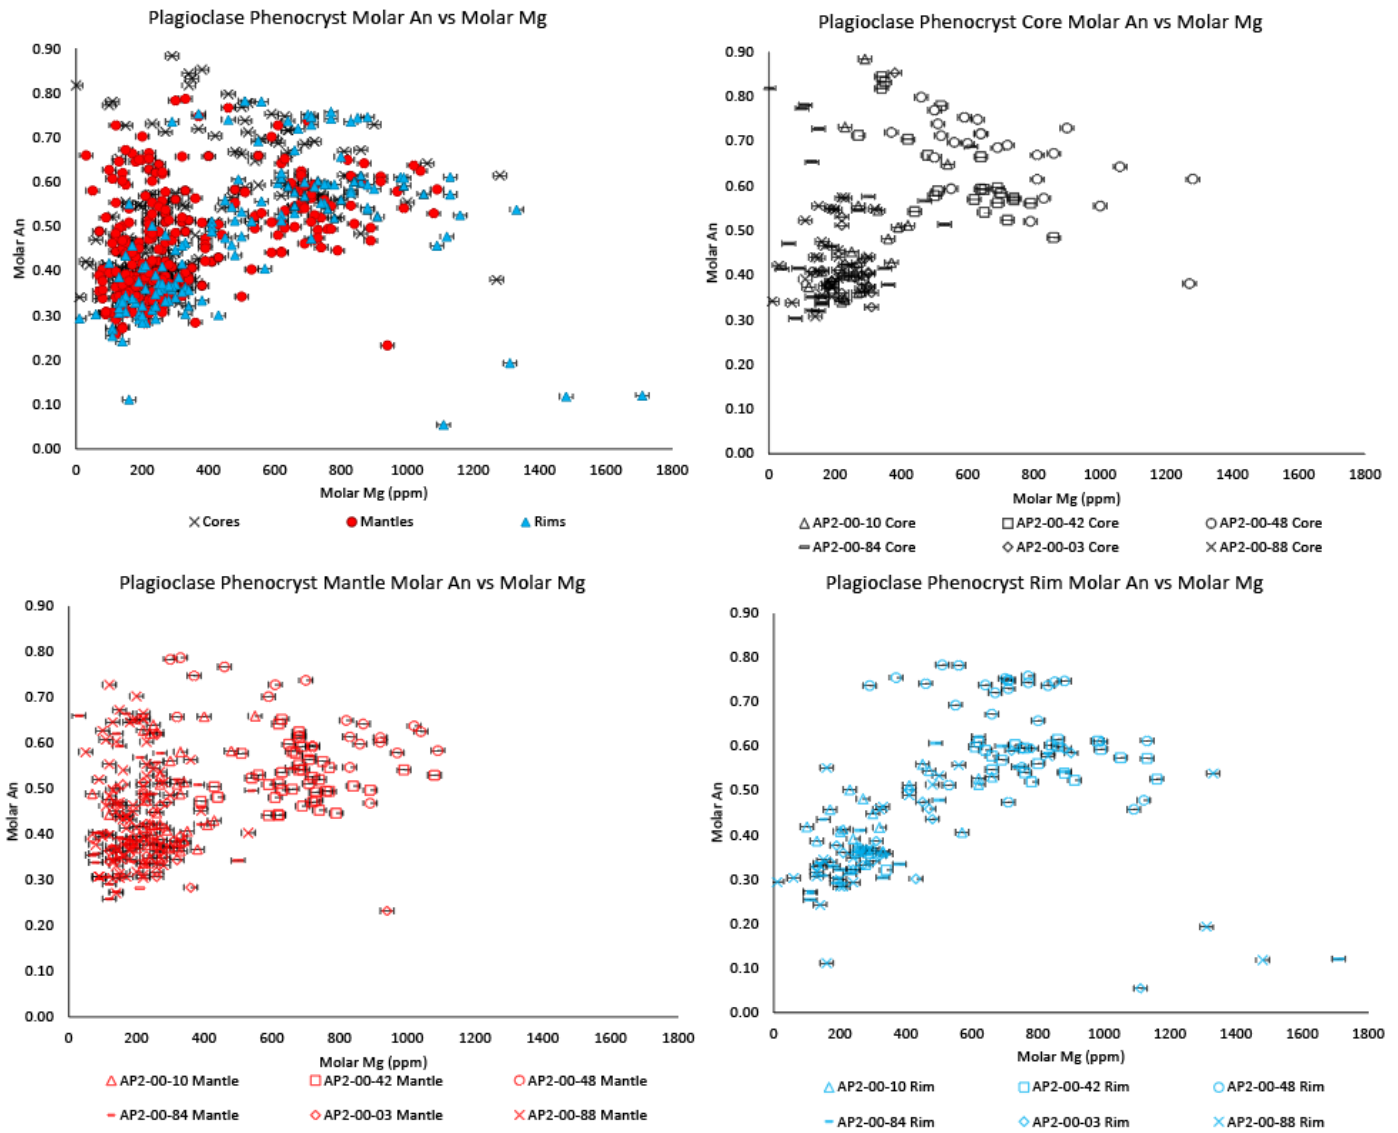 Plagioclase Phenocryst Molar An vs Molar Mg
0.90
0.80
0.70
0.60
0.50
0.40
0.30
0.20
0.10
0.00
Molar An
0 200 400 600 800 1000 1200 1400 1600 1800
Molar Mg (ppm)
Cores Mantles Rims
Plagioclase Phenocryst Core Molar An vs Molar Mg
0.90
0.80
0.70
0.60
0.50
0.40
0.30
0.20
0.10
0.00
Molar An
0 200 400 600 800 1000 1200 1400 1600 1800
Molar Mg (ppm)
AP2-00-10 Core AP2-00-42 Core AP2-00-48 Core
AP2-00-84 Core AP2-00-03 Core AP2-00-88 Core
Plagioclase Phenocryst Mantle Molar An vs Molar Mg
0.90
0.80
0.70
0.60
0.50
0.40
0.30
0.20
0.10
0.00
Molar An
0 200 400 600 800 1000 1200 1400 1600 1800
Molar Mg (ppm)
AP2-00-10 Mantle AP2-00-42 Mantle AP2-00-48 Mantle
AP2-00-84 Mantle AP2-00-03 Mantle AP2-00-88 Mantle
Plagioclase Phenocryst Rim Molar An vs Molar Mg
0.90
0.80
0.70
0.60
0.50
0.40
0.30
0.20
0.10
0.00
Molar An
0 200 400 600 800 1000 1200 1400 1600 1800
Molar Mg (ppm)
AP2-00-10 Rim AP2-00-42 Rim AP2-00-48 Rim
AP2-00-84 Rim AP2-00-03 Rim AP2-00-88 Rim